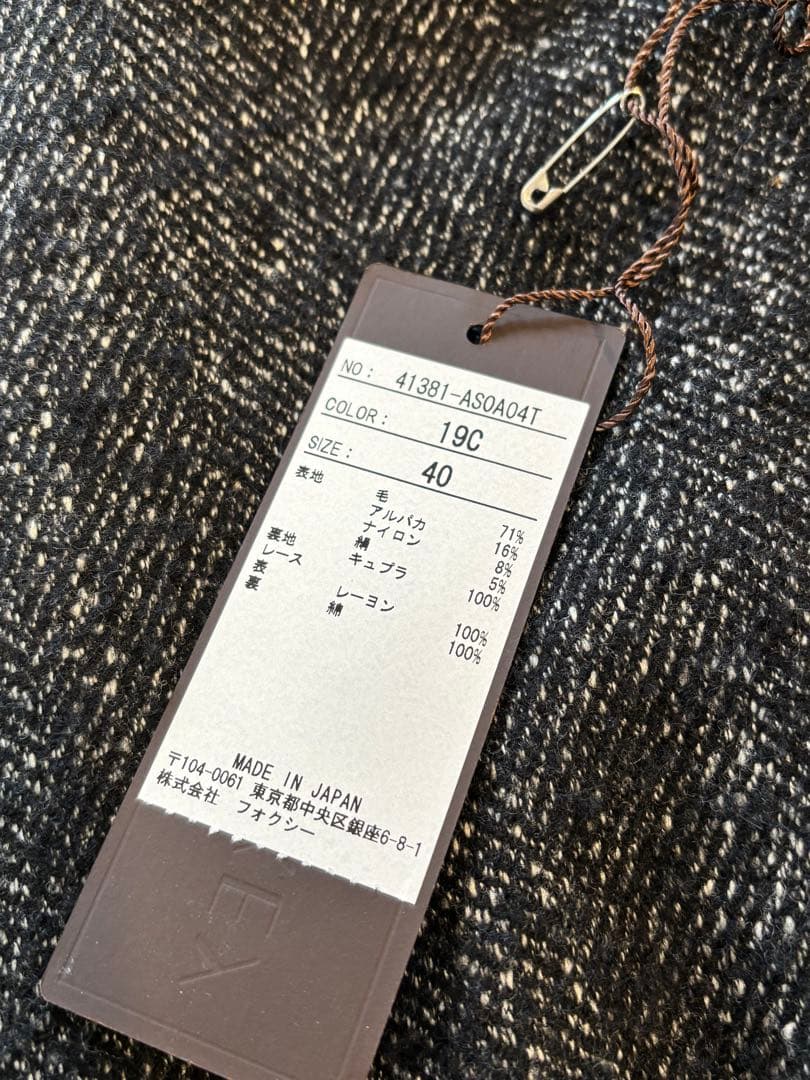 NO: 41381-ASOA04T
COLOR: 19C
SIZE: 40
表地 毛 71%
アルパカ 16%
ナイロン 8%
絹 5%
裏地 キュプラ 100%
レース
表 レーヨン 100%
裏 綿 100%
MADE IN JAPAN
〒104-0061 東京都中央区銀座6-8-1
株式会社 フォクシー
EY